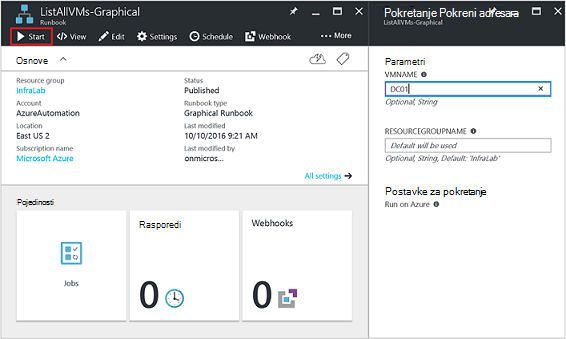 ListAllVMs-Graphical
Runbook
Start
View
Edit
Settings
Schedule
Webhook
More
Osnove
Resource group
InfraLab
Account
AzureAutomation
Location
East US 2
Subscription name
Microsoft Azure
Status
Published
Runbook type
Graphical Runbook
Last modified
10/10/2016 9:21 AM
Last modified by
onmicros...
All settings
Pojedinosti
Jobs
Rasporedi
0
Webhooks
0
Pokretanje Pokreni adresara
ListAllVMs-Graphical
Parametri
VMNAME
DC01
Optional, String
RESOURCEGROUPNAME
Default will be used
Optional, String, Default: 'InfraLab'
Postavke za pokretanje
Run on Azure